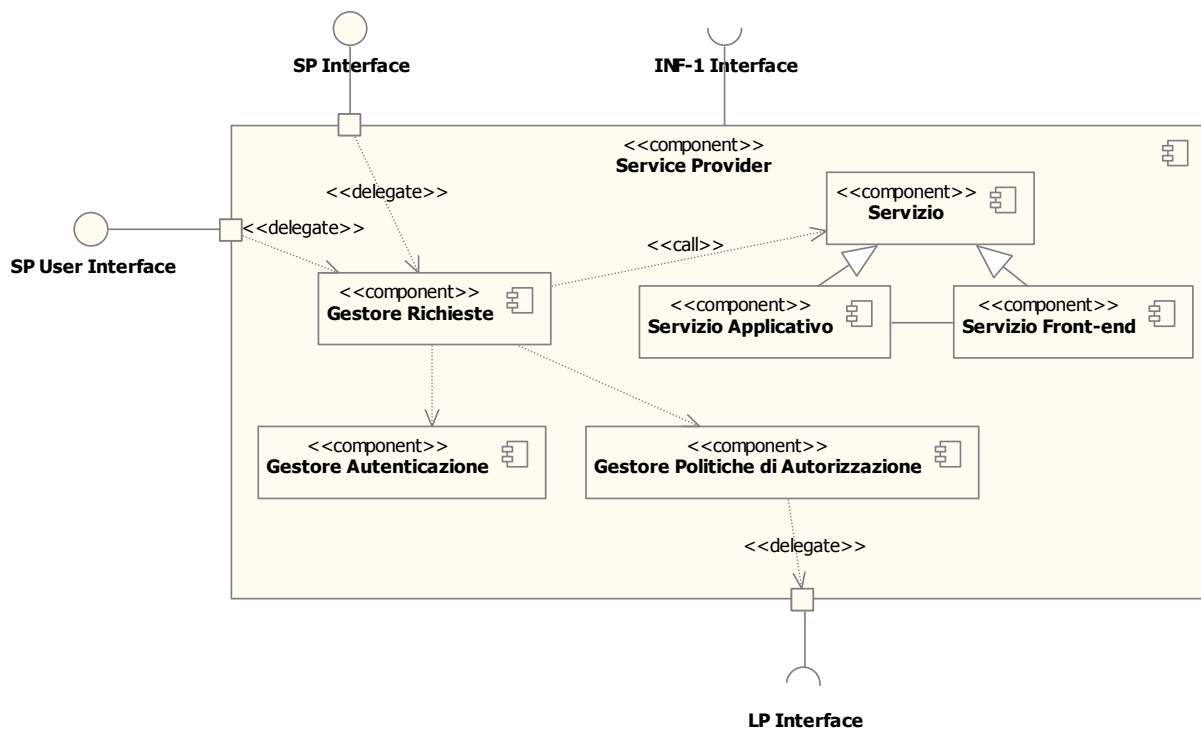 SP Interface
INF-1 Interface
<<component>>
Service Provider
<<component>>
Servizio
<<delegate>>
<<delegate>>
<<call>>
SP User Interface
<<component>>
Gestore Richieste
<<component>>
Servizio Applicativo
<<component>>
Servizio Front-end
<<component>>
Gestore Autenticazione
<<component>>
Gestore Politiche di Autorizzazione
<<delegate>>
LP Interface